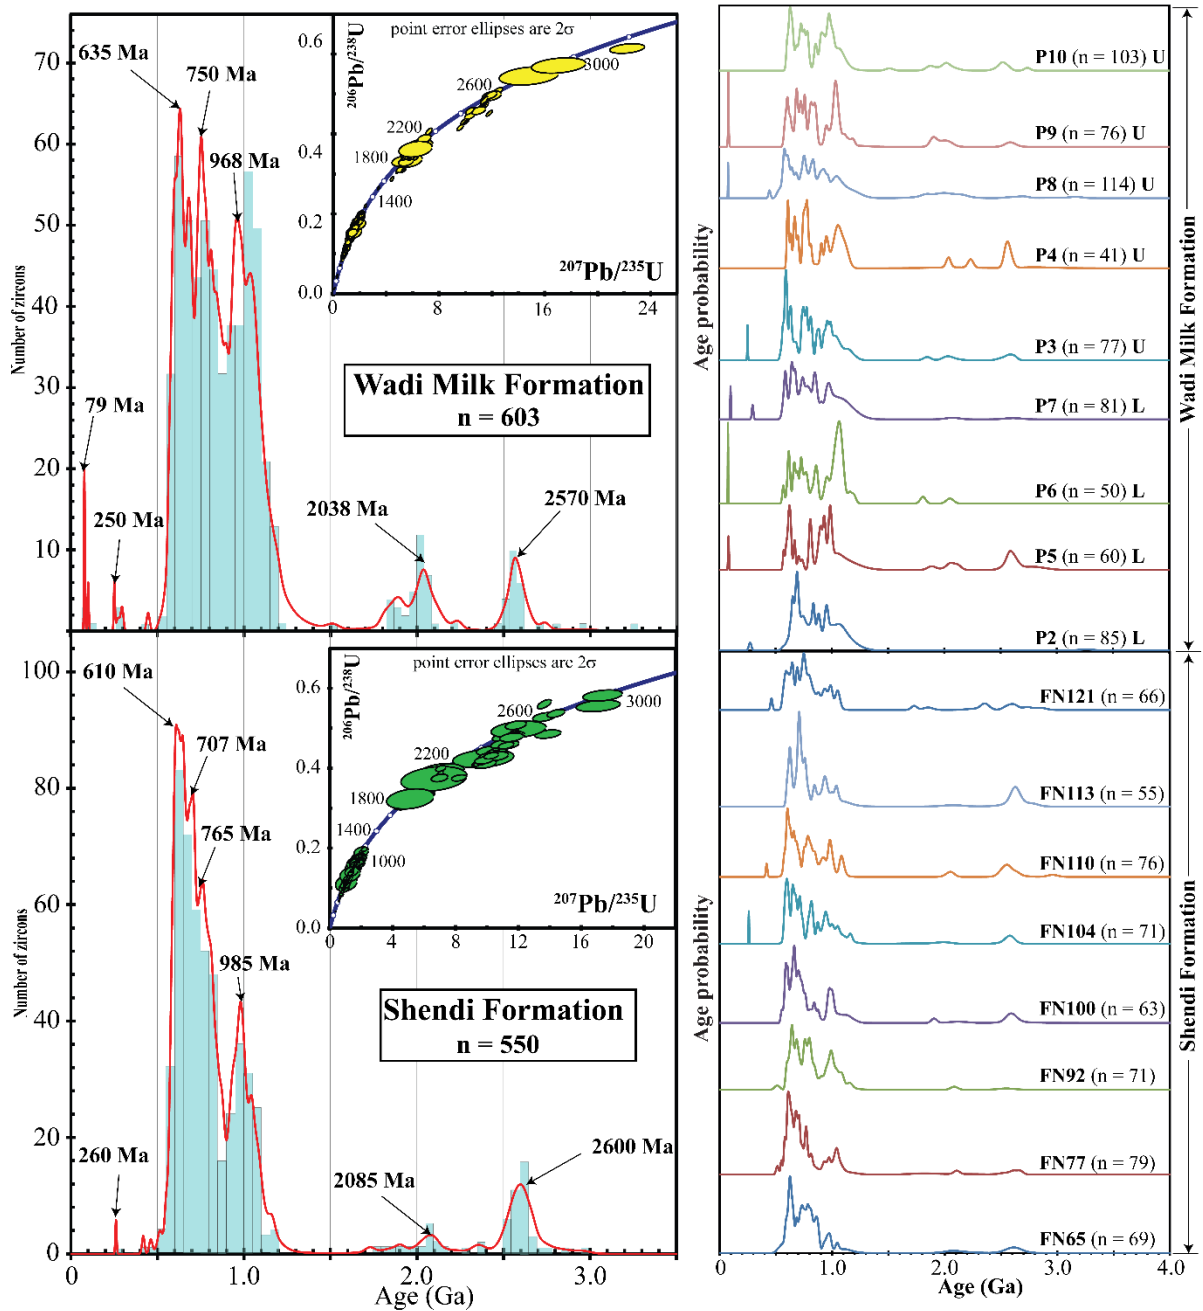 70
60
50
40
30
20
10
Number of zircons
635 Ma
750 Ma
968 Ma
79 Ma
250 Ma
2038 Ma
2570 Ma
Wadi Milk Formation
n = 603
point error ellipses are 2σ
206Pb/238U
0.6
0.4
0.2
0.0
1400
1800
2200
2600
3000
207Pb/235U
0
8
16
24
100
80
60
40
20
0
Number of zircons
610 Ma
707 Ma
765 Ma
985 Ma
260 Ma
2085 Ma
2600 Ma
Shendi Formation
n = 550
point error ellipses are 2σ
206Pb/238U
0.6
0.4
0.2
0.0
1000
1400
1800
2200
2600
3000
207Pb/235U
0
4
8
12
16
20
0
1.0
2.0
3.0
Age (Ga)
P10 (n = 103) U
P9 (n = 76) U
P8 (n = 114) U
P4 (n = 41) U
P3 (n = 77) U
P7 (n = 81) L
P6 (n = 50) L
P5 (n = 60) L
P2 (n = 85) L
Age probability
Wadi Milk Formation
FN121 (n = 66)
FN113 (n = 55)
FN110 (n = 76)
FN104 (n = 71)
FN100 (n = 63)
FN92 (n = 71)
FN77 (n = 79)
FN65 (n = 69)
Age probability
Shendi Formation
0
1.0
2.0
3.0
4.0
Age (Ga)